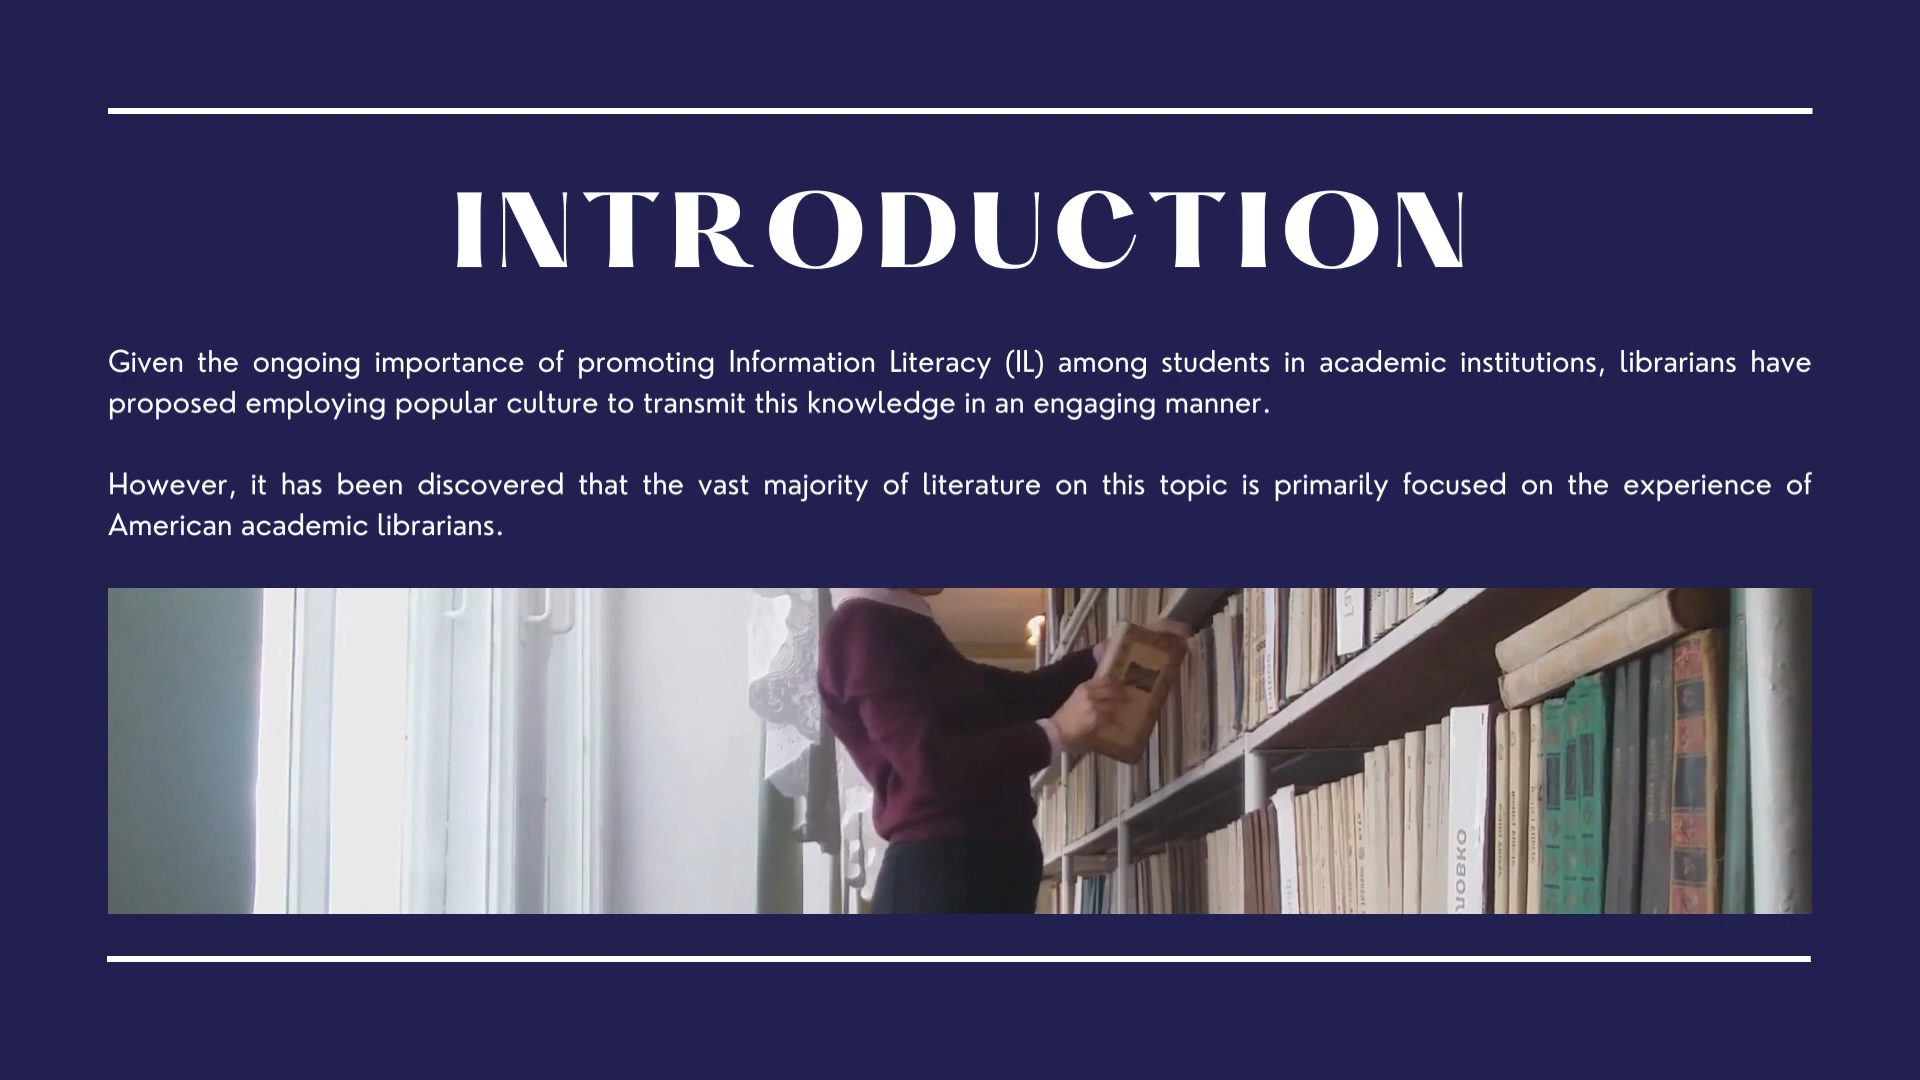 INTRODUCTION
Given the ongoing importance of promoting Information Literacy (IL) among students in academic institutions, librarians have
proposed employing popular culture to transmit this knowledge in an engaging manner.
However, it has been discovered that the vast majority of literature on this topic is primarily focused on the experience of
American academic librarians.